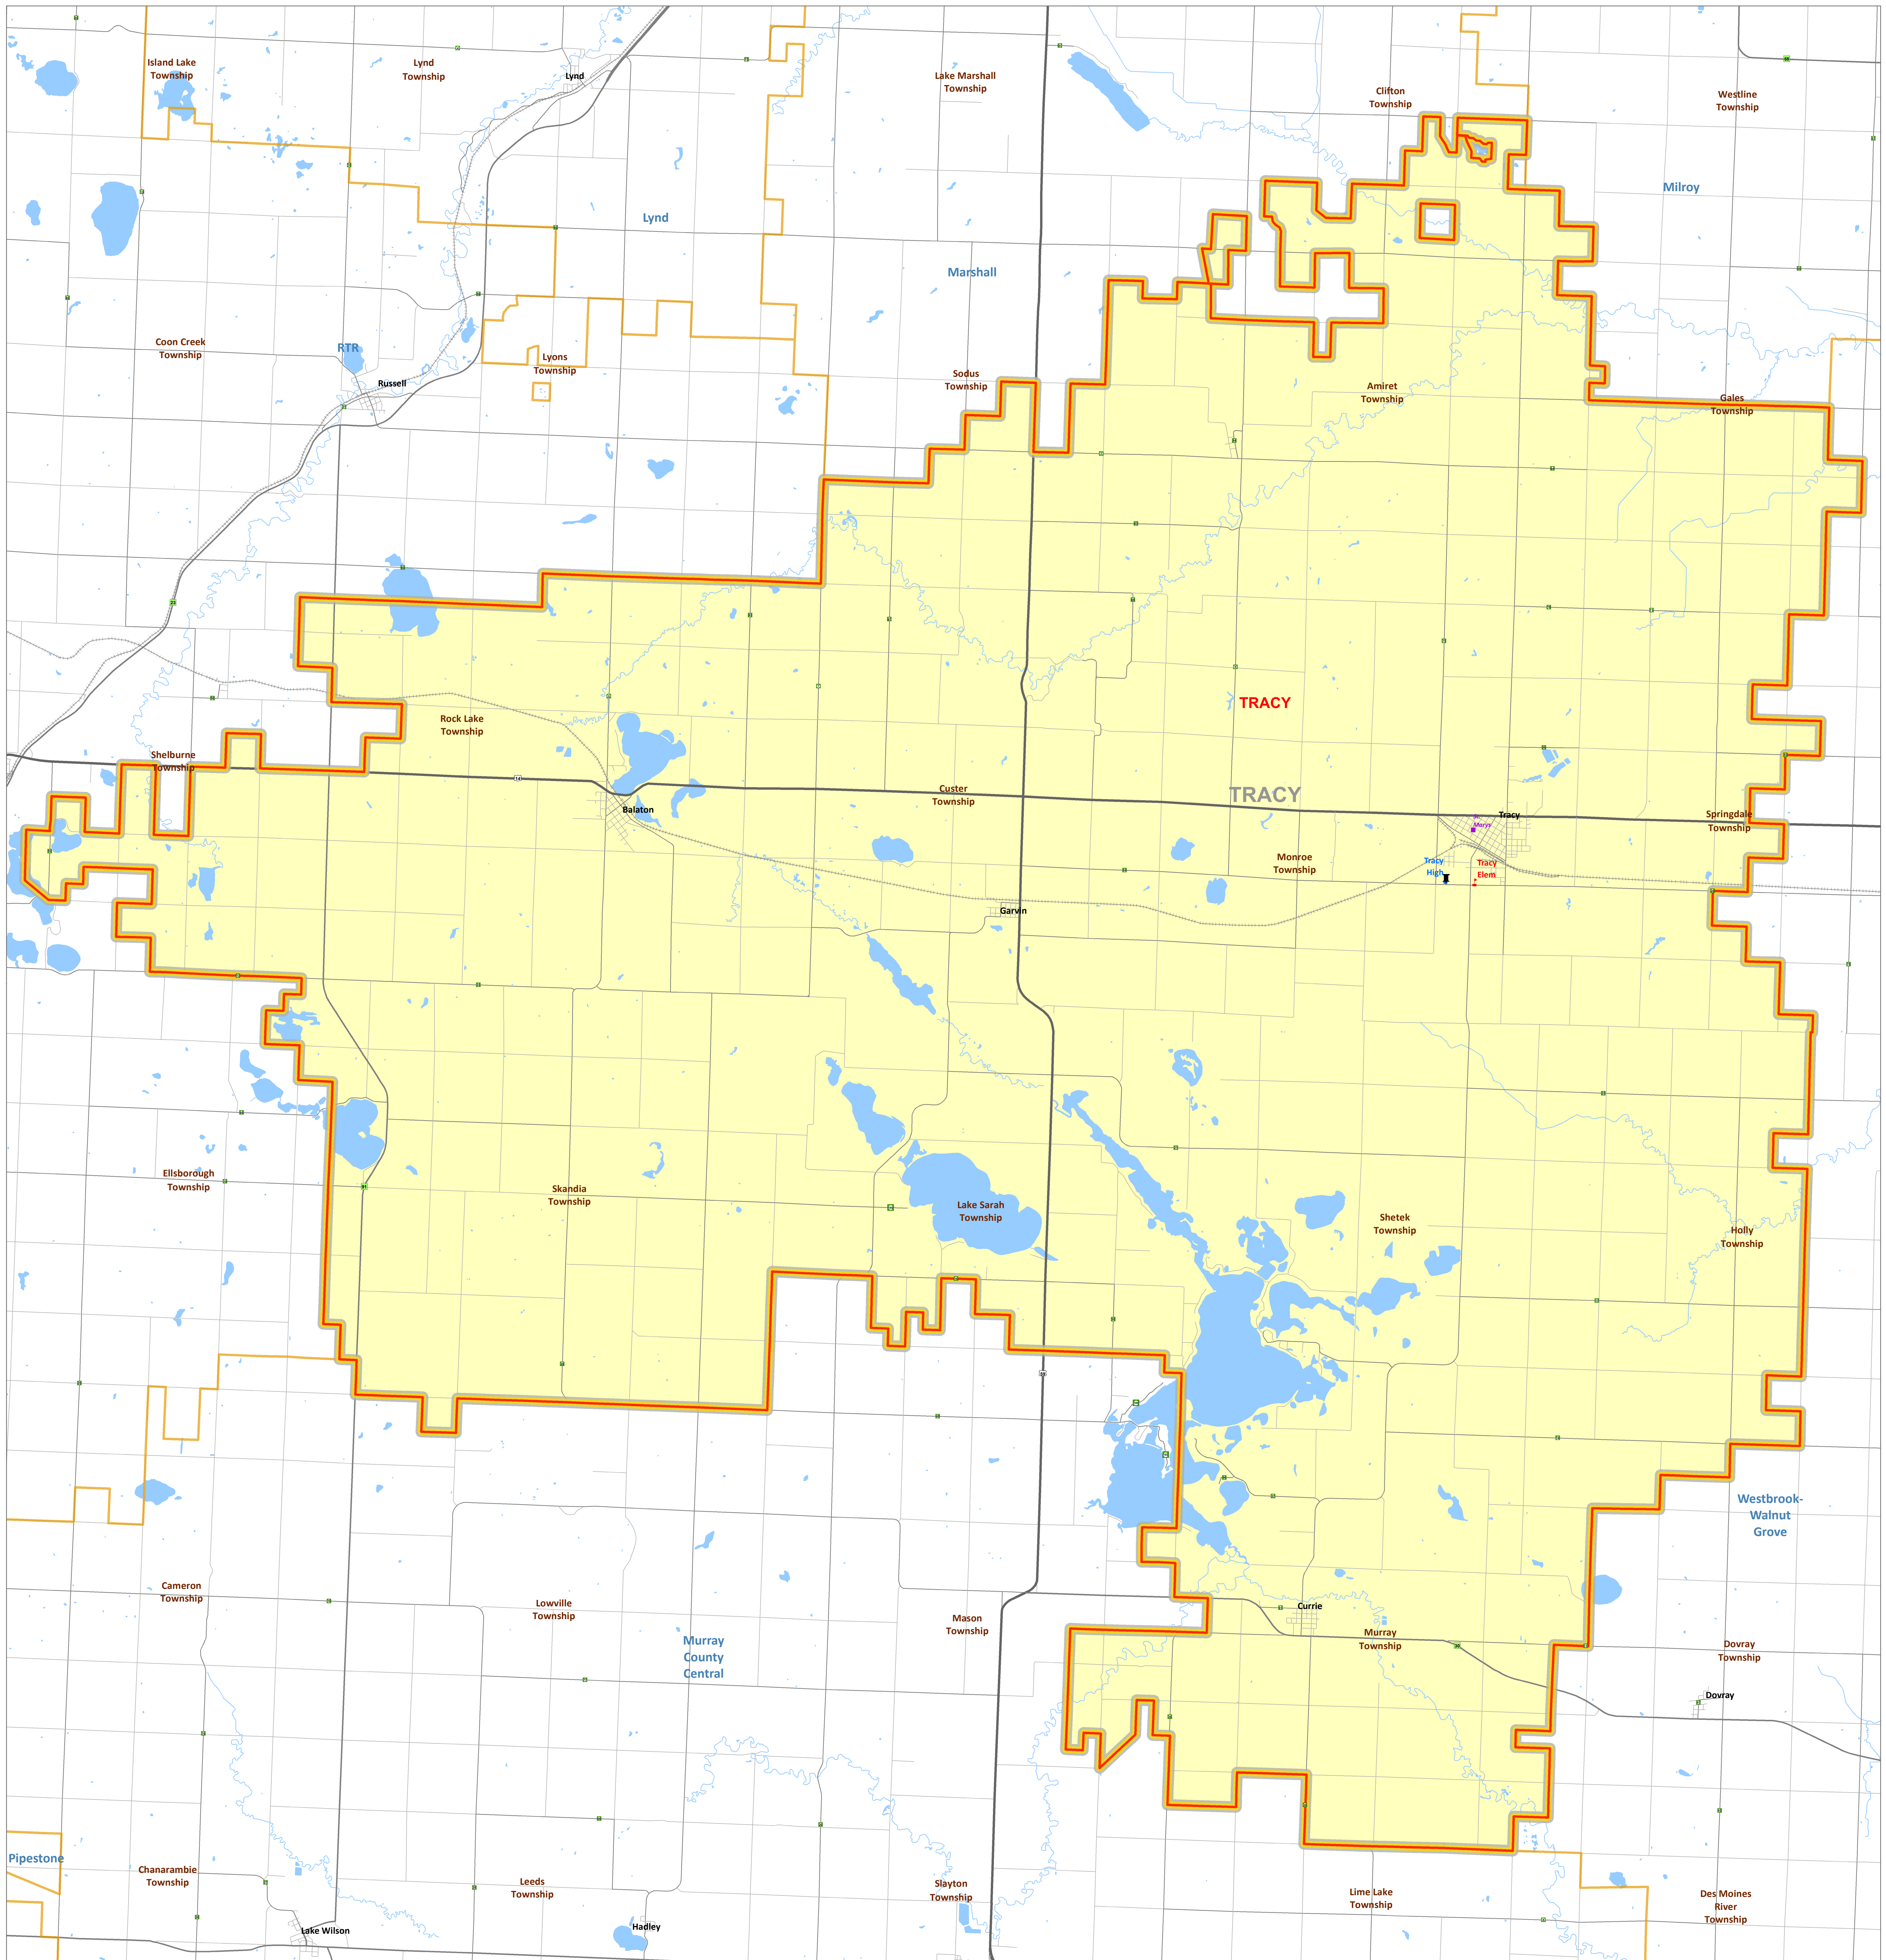 Island Lake
Township
Lynd
Township
Lynd
Lake Marshall
Township
Clifton
Township
Westline
Township
Milroy
Lynd
Marshall
Coon Creek
Township
RTR
Russell
Lyons
Township
Sodus
Township
Amiret
Township
Gales
Township
23
TRACY
Rock Lake
Township
Shelburne
Township
14
Balaton
Custer
Township
TRACY
Tracy
Springdale
Township
Marys
Monroe
Township
Tracy
High
Tracy
Elem
Garvin
Ellsborough
Township
91
Skandia
Township
Lake Sarah
Township
Shetek
Township
Holly
Township
Westbrook-
Walnut
Grove
Cameron
Township
Lowville
Township
Mason
Township
Currie
Murray
County
Central
Murray
Township
Dovray
Township
Dovray
Pipestone
Chanarambie
Township
Leeds
Township
Slayton
Township
Lime Lake
Township
Des Moines
River
Township
Lake Wilson
Hadley